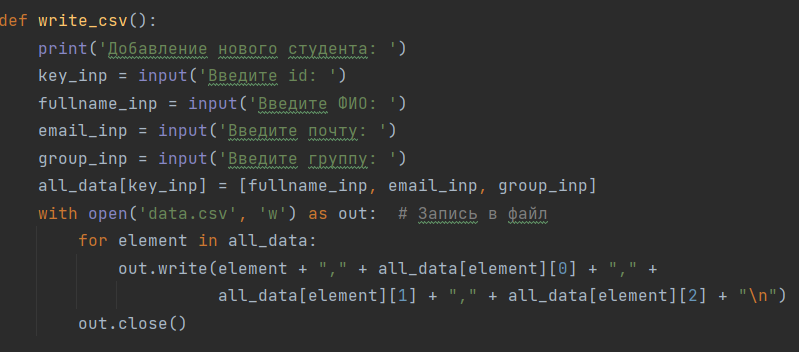 def write_csv():
    print('Добавление нового студента: ')
    key_inp = input('Введите id: ')
    fullname_inp = input('Введите ФИО: ')
    email_inp = input('Введите почту: ')
    group_inp = input('Введите группу: ')
    all_data[key_inp] = [fullname_inp, email_inp, group_inp]
    with open('data.csv', 'w') as out:  # Запись в файл
        for element in all_data:
            out.write(element + "," + all_data[element][0] + "," +
                      all_data[element][1] + "," + all_data[element][2] + "\n")
        out.close()